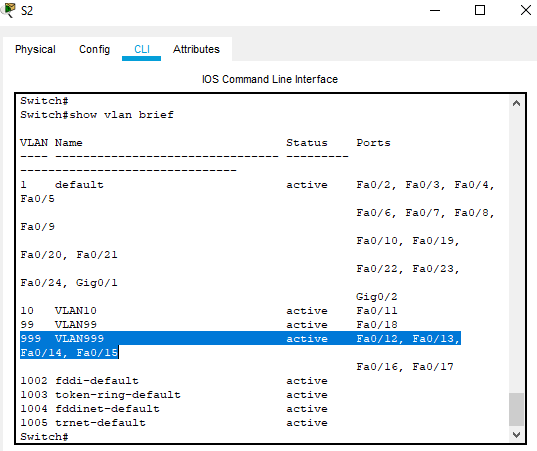 S2
Physical Config CLI Attributes
IOS Command Line Interface
Switch#
Switch#show vlan brief
VLAN Name Status Ports
---- -------------------------------- --------- -------------------------------
1 default active Fa0/2, Fa0/3, Fa0/4,
Fa0/5
Fa0/6, Fa0/7, Fa0/8,
Fa0/9
Fa0/10, Fa0/19,
Fa0/20, Fa0/21
Fa0/22, Fa0/23,
Fa0/24, Gig0/1
Gig0/2
10 VLAN10 active Fa0/11
99 VLAN99 active Fa0/18
999 VLAN999 active Fa0/12, Fa0/13,
Fa0/14, Fa0/15
Fa0/16, Fa0/17
1002 fddi-default active
1003 token-ring-default active
1004 fddinet-default active
1005 trnet-default active
Switch#